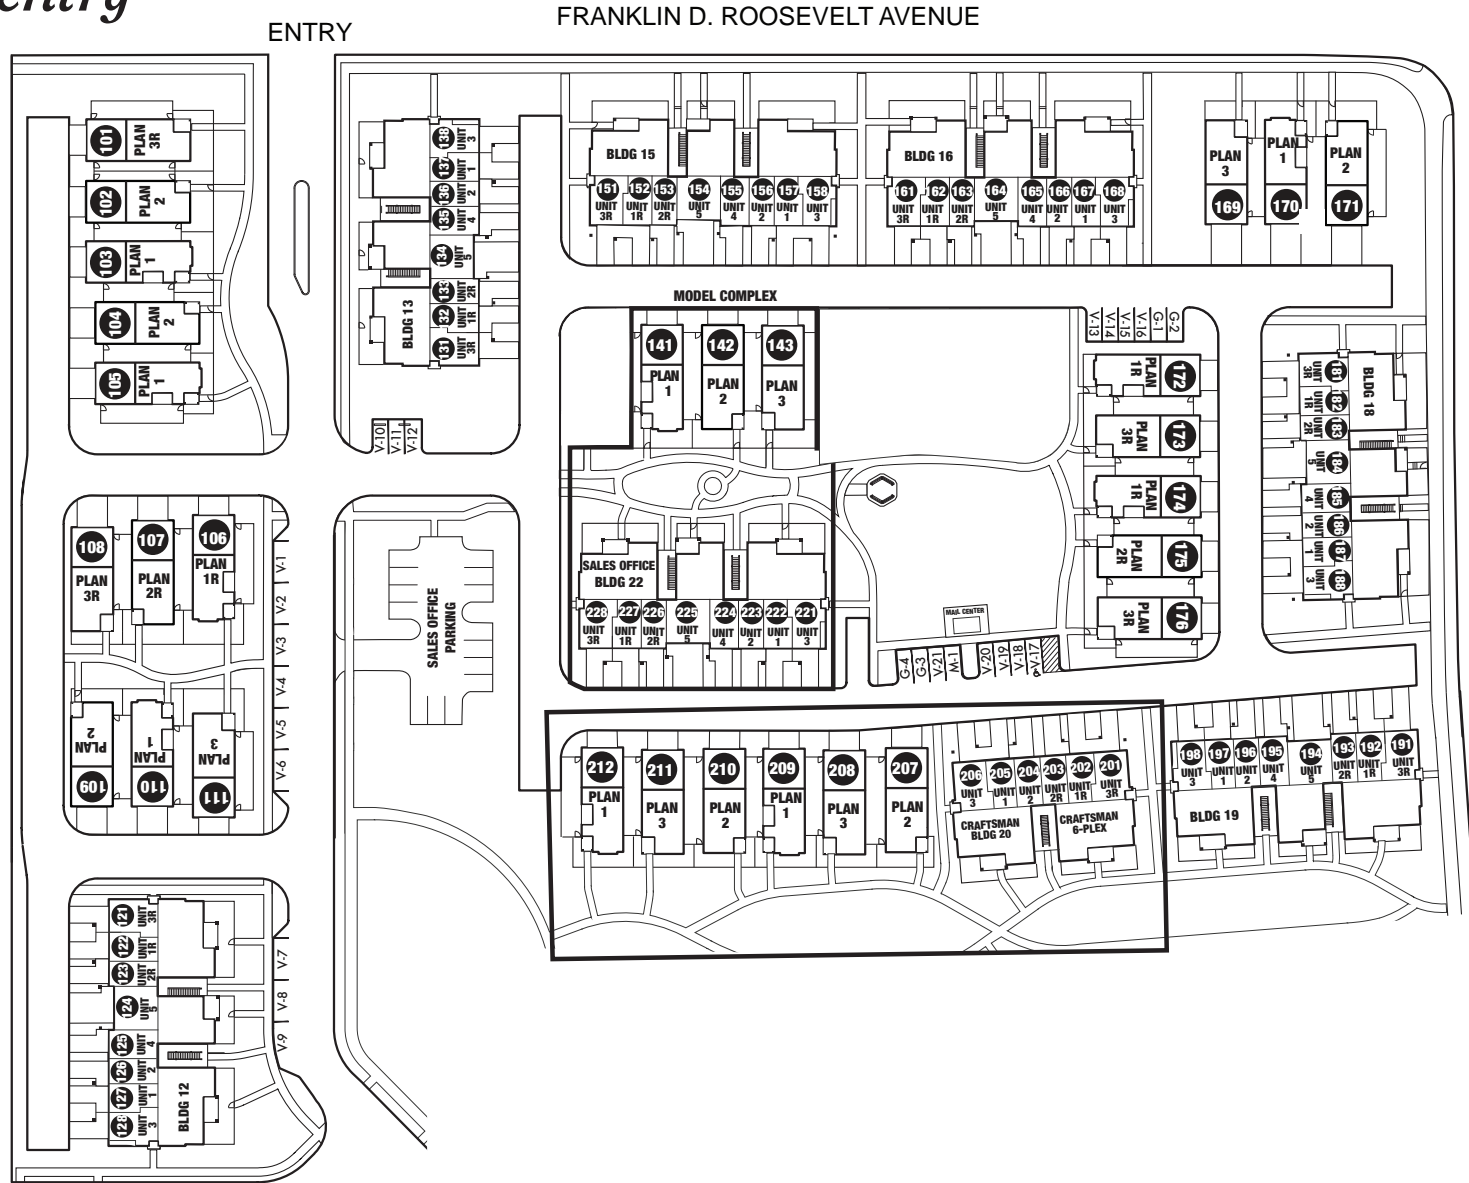 entry
ENTRY
FRANKLIN D. ROOSEVELT AVENUE
101
PLAN
3R
102
PLAN
2
103
PLAN
1
104
PLAN
2
105
PLAN
1
138
UNIT
3
137
UNIT
1
136
UNIT
2
135
UNIT
4
134
UNIT
5
133
UNIT
2R
132
UNIT
1R
131
UNIT
3R
BLDG 13
V-10
V-11
V-12
BLDG 15
151 152 153 154 155 156 157 158
UNIT UNIT UNIT UNIT UNIT UNIT UNIT UNIT
3R 1R 2R 5 4 2 1 3
BLDG 16
161 162 163 164 165 166 167 168
UNIT UNIT UNIT UNIT UNIT UNIT UNIT UNIT
3R 1R 2R 5 4 2 1 3
PLAN
3
169
PLAN
1
170
PLAN
2
171
MODEL COMPLEX
141
PLAN
1
142
PLAN
2
143
PLAN
3
V-13
V-14
V-15
V-16
G-1
G-2
172
PLAN
1R
173
PLAN
3R
174
PLAN
1R
175
PLAN
2R
176
PLAN
3R
BLDG 18
181
UNIT
3R
182
UNIT
1R
183
UNIT
2R
184
UNIT
5
185
UNIT
4
186
UNIT
2
187
UNIT
1
188
UNIT
3
108
PLAN
3R
107
PLAN
2R
106
PLAN
1R
V-1
V-2
V-3
V-4
V-5
V-6
PLAN
2
109
PLAN
1
110
PLAN
3
111
SALES OFFICE
PARKING
SALES OFFICE
BLDG 22
228 227 226 225 224 223 222 221
UNIT UNIT UNIT UNIT UNIT UNIT UNIT UNIT
3R 1R 2R 5 4 2 1 3
MAIL CENTER
G-4
G-3
V-21
M-1
V-20
V-19
V-18
V-17
212
PLAN
1
211
PLAN
3
210
PLAN
2
209
PLAN
1
208
PLAN
3
207
PLAN
2
206 205 204 203 202 201
UNIT UNIT UNIT UNIT UNIT UNIT
3 1 2 2R 1R 3R
CRAFTSMAN
BLDG 20
CRAFTSMAN
6-PLEX
198 197 196 195 194 193 192 191
UNIT UNIT UNIT UNIT UNIT UNIT UNIT UNIT
3 1 2 4 5 2R 1R 3R
BLDG 19
121
UNIT
3R
122
UNIT
1R
123
UNIT
2R
124
UNIT
5
125
UNIT
4
126
UNIT
2
127
UNIT
1
128
UNIT
3
BLDG 12
V-7
V-8
V-9